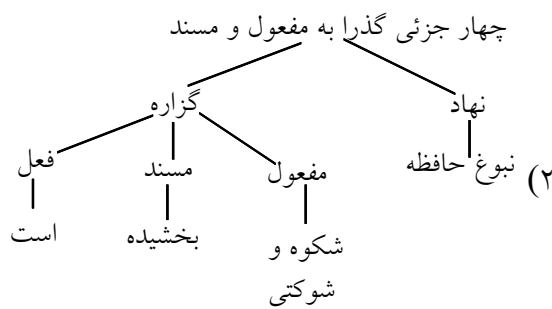 چهار جزئی گذرا به مفعول و مسند
نهاد
گزاره
۲) نبوغ حافظه
مفعول
مسند
فعل
شکوه و
شوکتی
بخشیده
است